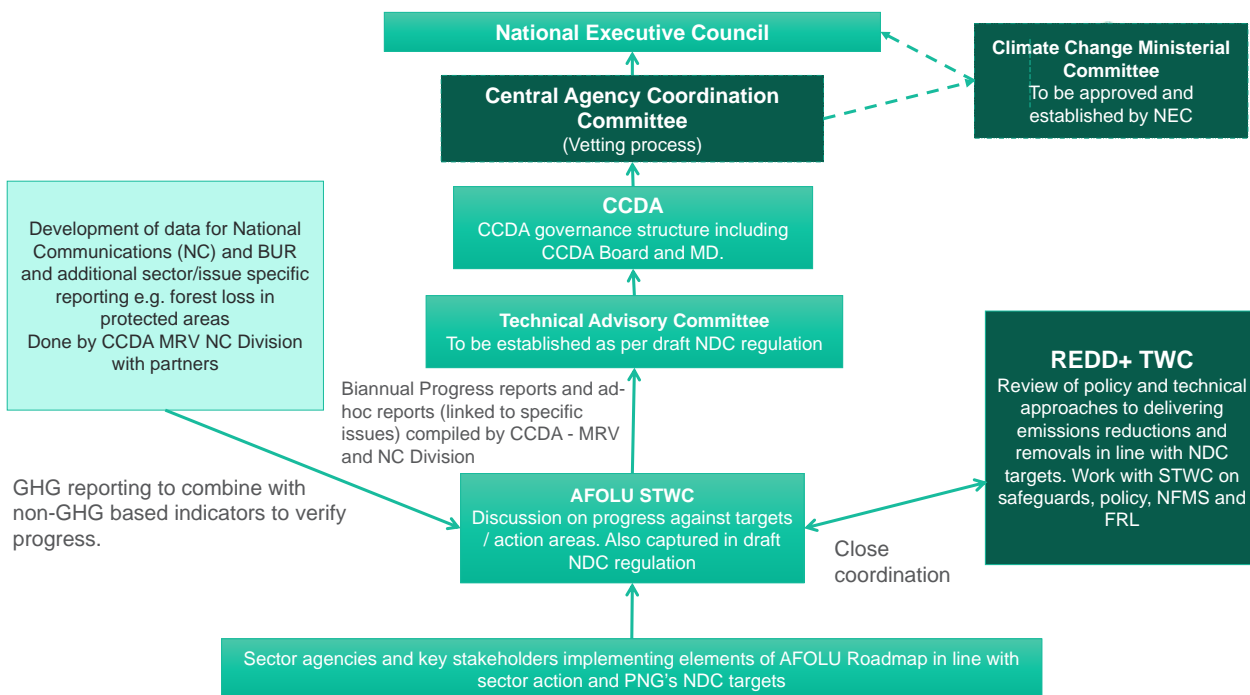 National Executive Council
Climate Change Ministerial
Committee
To be approved and
established by NEC
Central Agency Coordination
Committee
(Vetting process)
CCDA
CCDA governance structure including
CCDA Board and MD.
Development of data for National
Communications (NC) and BUR
and additional sector/issue specific
reporting e.g. forest loss in
protected areas
Done by CCDA MRV NC Division
with partners
Technical Advisory Committee
To be established as per draft NDC regulation
REDD+ TWC
Review of policy and technical
approaches to delivering
emissions reductions and
removals in line with NDC
targets. Work with STWC on
safeguards, policy, NFMS and
FRL
Biannual Progress reports and ad-
hoc reports (linked to specific
issues) compiled by CCDA - MRV
and NC Division
GHG reporting to combine with
non-GHG based indicators to verify
progress.
AFOLU STWC
Discussion on progress against targets
/ action areas. Also captured in draft
NDC regulation
Close
coordination
Sector agencies and key stakeholders implementing elements of AFOLU Roadmap in line with
sector action and PNG's NDC targets